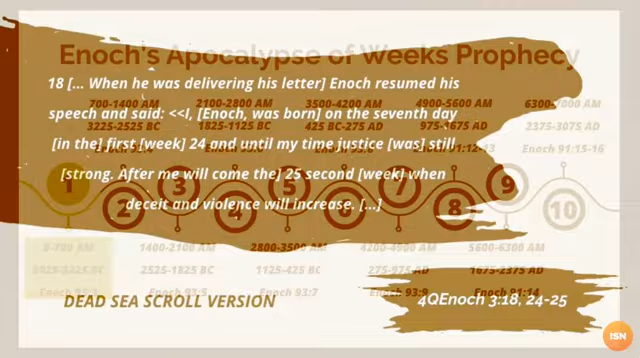 Enoch's Apocalypse of Weeks Prophecy
18 [... When he was delivering his letter] Enoch resumed his
speech and said: <<I, [Enoch, was born] on the seventh day
[in the] first [week] 24 and until my time justice [was] still
[strong. After me will come the] 25 second [week] when
deceit and violence will increase. [...]
700-1400 AM 2100-2800 AM 3500-4200 AM 4900-5600 AM
3225-2525 BC 1825-1125 BC 425 BC-275 AD 975-1675 AD 2375-3075 AD
Enoch 91:15-16
1 2 3 4 5 6 7 8 9 10
1400-2100 AM 2800-3500 AM 4200-4900 AM 5600-6300 AM
2525-1825 BC 1125-425 BC 275-975 AD 1675-2375 AD
Enoch 93:5 Enoch 93:7 Enoch 93:9 Enoch 91:14
DEAD SEA SCROLL VERSION
4QEnoch 3:18, 24-25
ISN